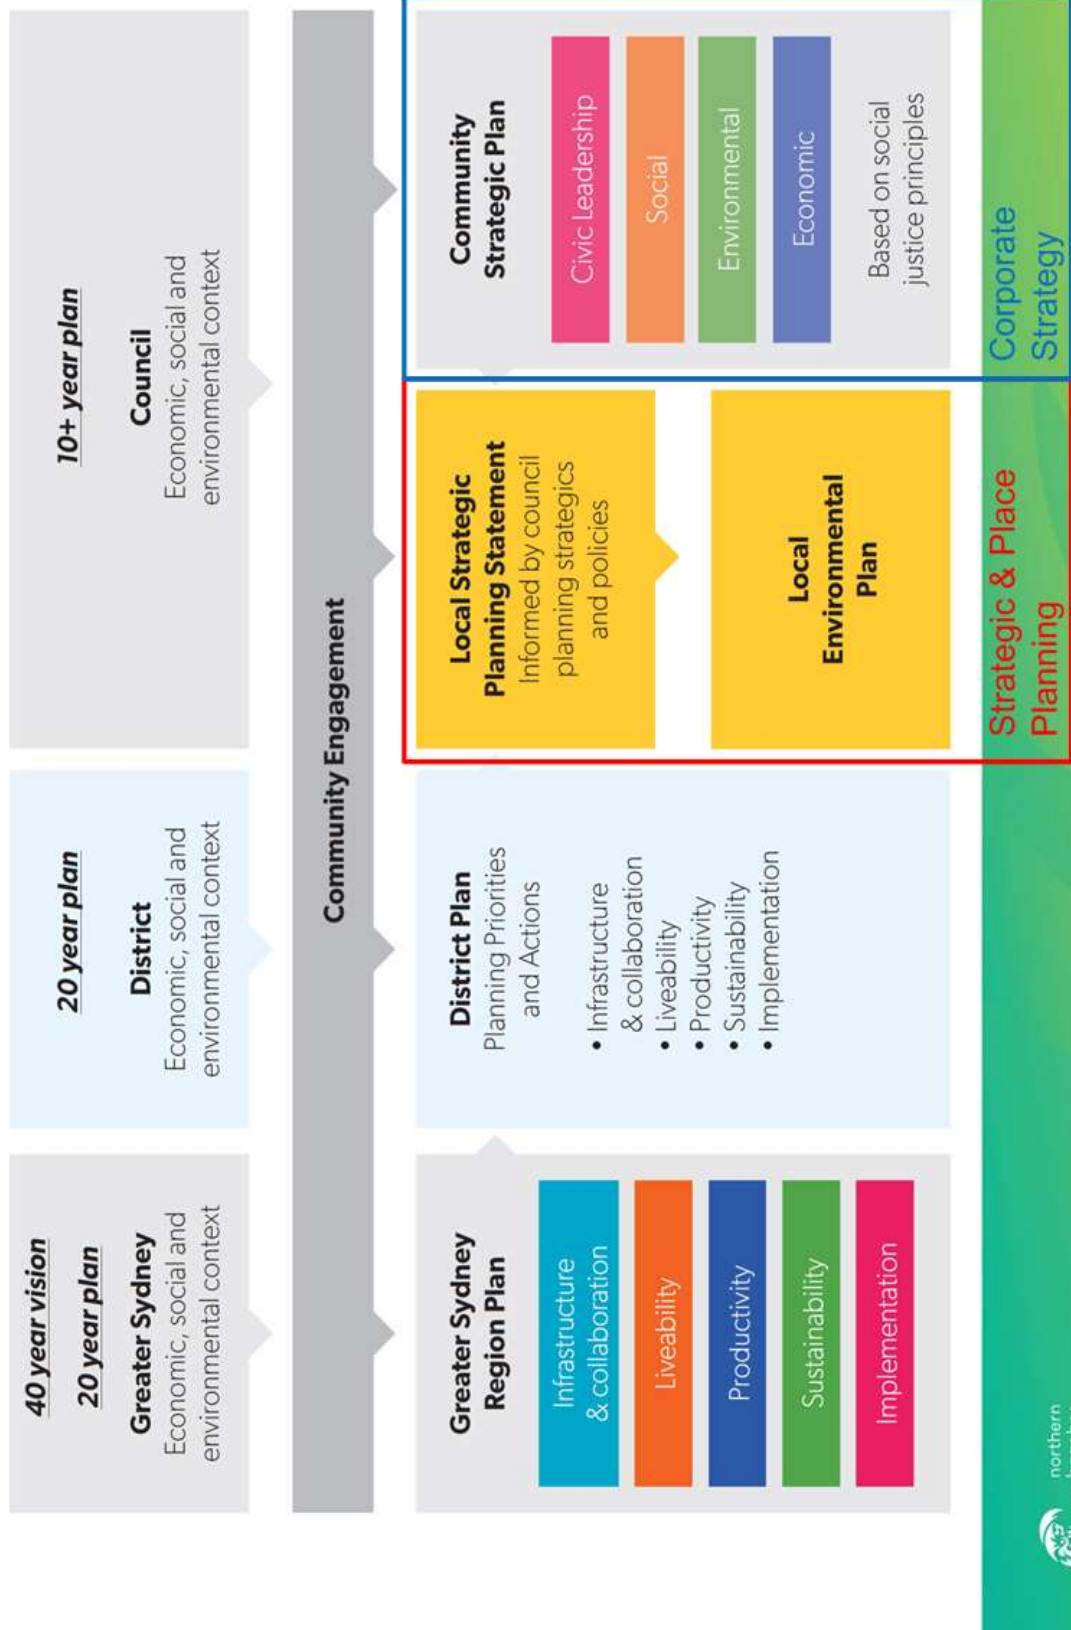 40 year vision
20 year plan
Greater Sydney
Economic, social and
environmental context
20 year plan
District
Economic, social and
environmental context
10+ year plan
Council
Economic, social and
environmental context
Community Engagement
Greater Sydney
Region Plan
Infrastructure
& collaboration
Liveability
Productivity
Sustainability
Implementation
District Plan
Planning Priorities
and Actions
• Infrastructure
& collaboration
• Liveability
• Productivity
• Sustainability
• Implementation
Local Strategic
Planning Statement
Informed by council
planning strategics
and policies
Local
Environmental
Plan
Community
Strategic Plan
Civic Leadership
Social
Environmental
Economic
Based on social
justice principles
Strategic & Place
Planning
Corporate
Strategy
northern